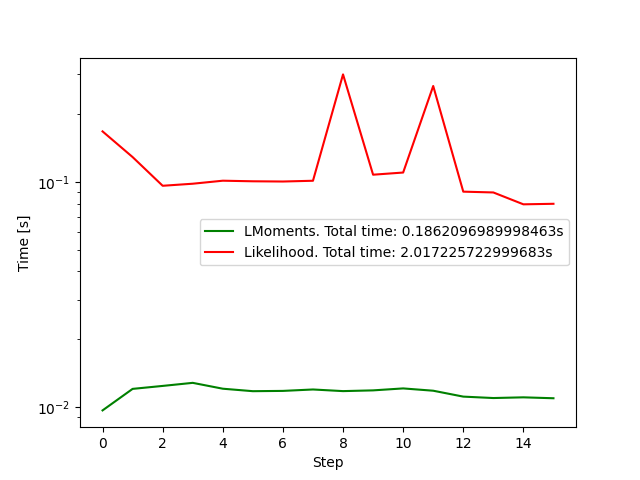 10⁻¹
10⁻²
Time [s]
LMoments. Total time: 0.1862096989998463s
Likelihood. Total time: 2.017225722999683s
0 2 4 6 8 10 12 14
Step